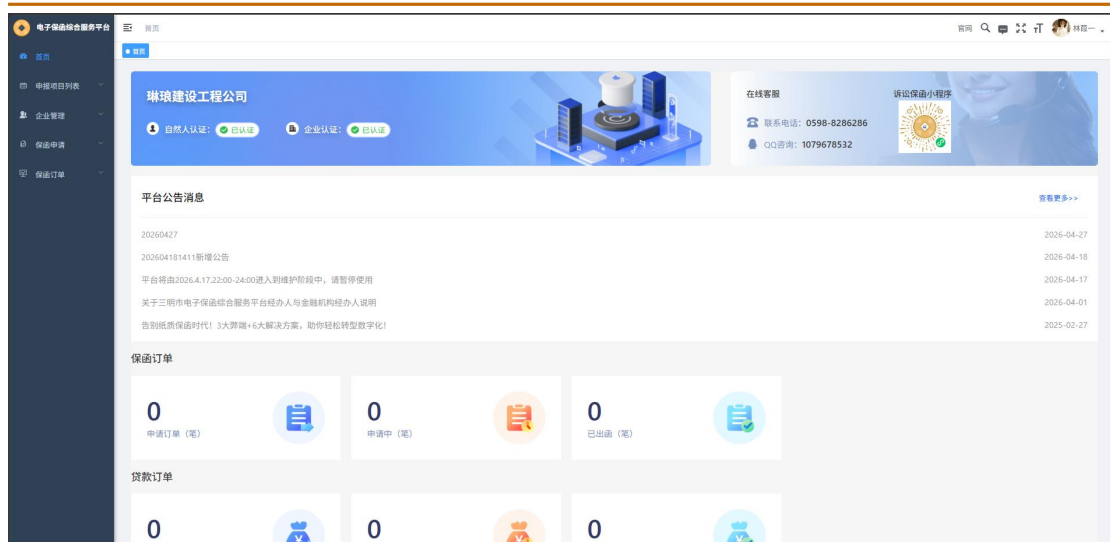 电子保函综合服务平台
首页
官网
林葭一
首页
首页
申报项目列表
企业管理
保函申请
保函订单
琳琅建设工程公司
自然人认证: 已认证
企业认证: 已认证
在线客服
联系电话: 0598-8286286
QQ咨询: 1079678532
诉讼保函小程序
平台公告消息
查看更多>>
20260427 2026-04-27
202604181411新增公告 2026-04-18
平台将由2026.4.17.22:00-24:00进入到维护阶段中，请暂停使用 2026-04-17
关于三明市电子保函综合服务平台经办人与金融机构经办人说明 2026-04-01
告别纸质保函时代！3大弊端+6大解决方案，助你轻松转型数字化！ 2025-02-27
保函订单
0
申请订单（笔）
0
申请中（笔）
0
已出函（笔）
贷款订单
0
0
0